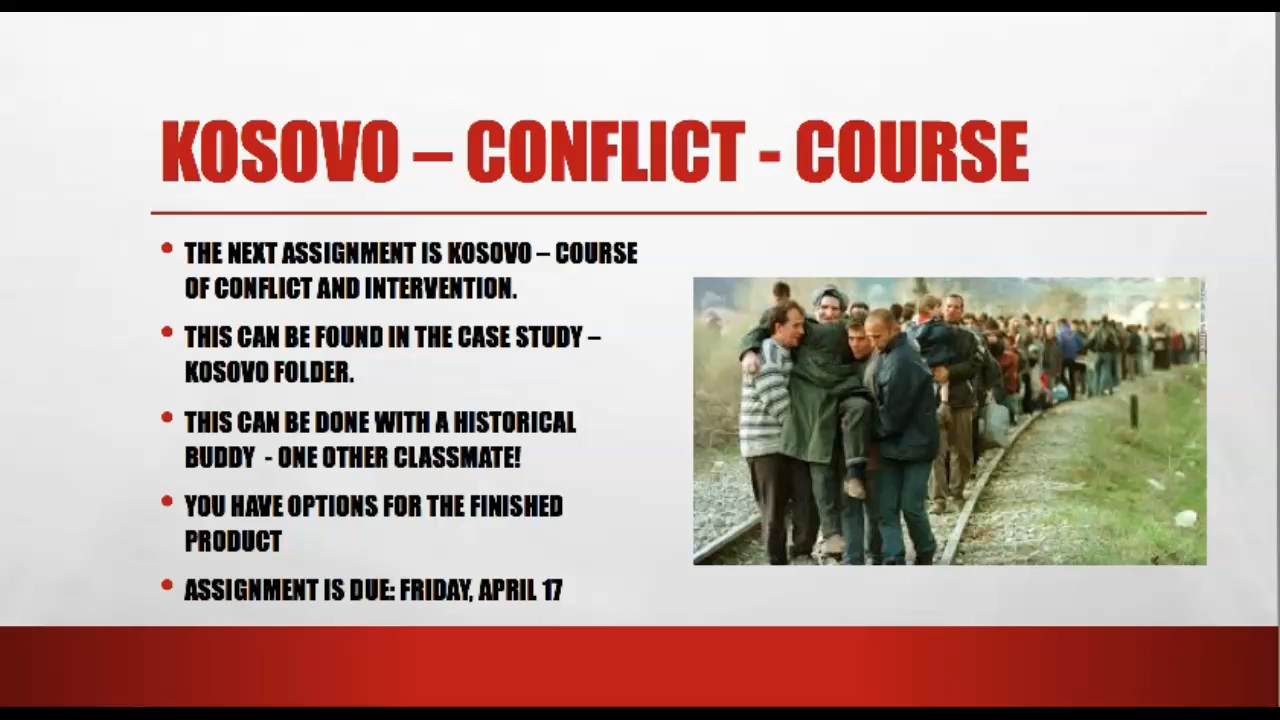 KOSOVO – CONFLICT - COURSE
THE NEXT ASSIGNMENT IS KOSOVO – COURSE
OF CONFLICT AND INTERVENTION.
THIS CAN BE FOUND IN THE CASE STUDY –
KOSOVO FOLDER.
THIS CAN BE DONE WITH A HISTORICAL
BUDDY - ONE OTHER CLASSMATE!
YOU HAVE OPTIONS FOR THE FINISHED
PRODUCT
ASSIGNMENT IS DUE: FRIDAY, APRIL 17